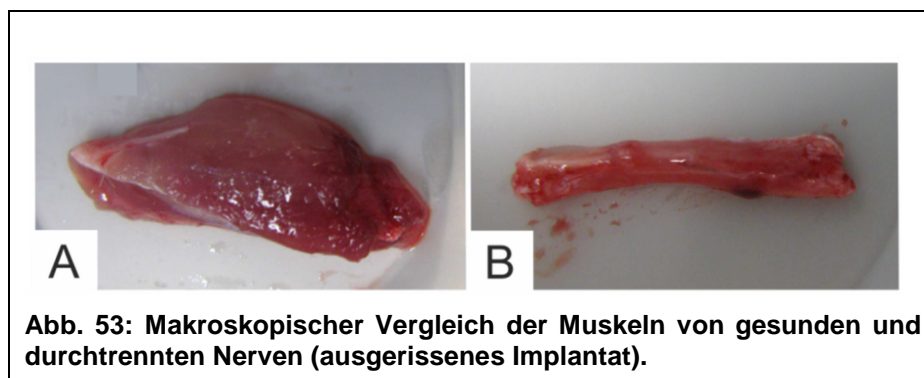 A B
Abb. 53: Makroskopischer Vergleich der Muskeln von gesunden und
durchtrennten Nerven (ausgerissenes Implantat).